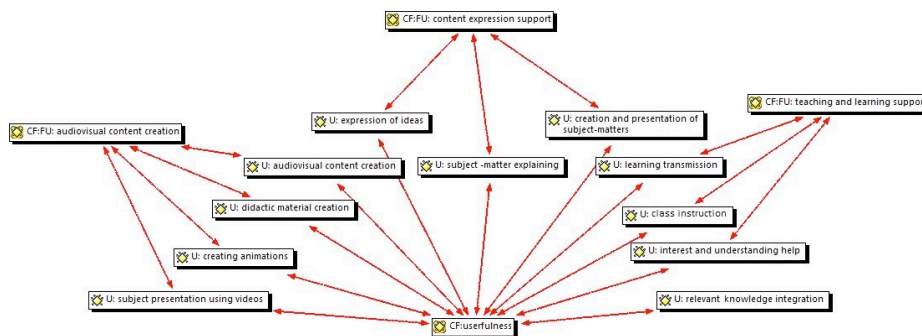 CF:FU: content expression support
CF:FU: teaching and learning support
U: expression of ideas
U: creation and presentation of
subject-matters
CF:FU: audiovisual content creation
U: audiovisual content creation
U: subject -matter explaining
U: learning transmission
U: didactic material creation
U: class instruction
U: creating animations
U: interest and understanding help
U: subject presentation using videos
U: relevant knowledge integration
CF:userfulness